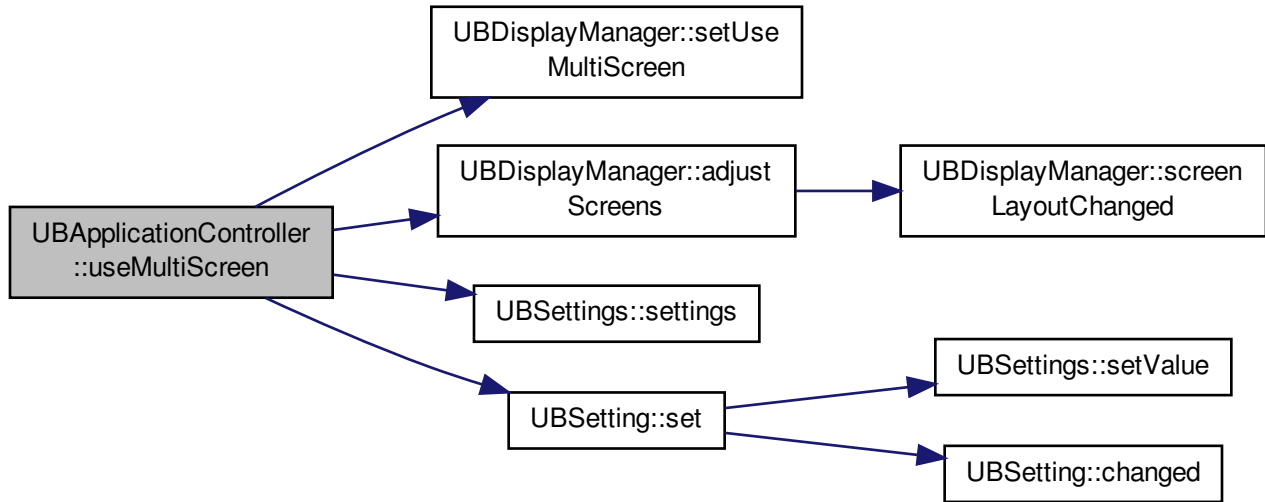 UBDisplayManager::setUse
MultiScreen
UBDisplayManager::adjust
Screens
UBDisplayManager::screen
LayoutChanged
UBApplicationController
::useMultiScreen
UBSettings::settings
UBSettings::setValue
UBSetting::set
UBSetting::changed